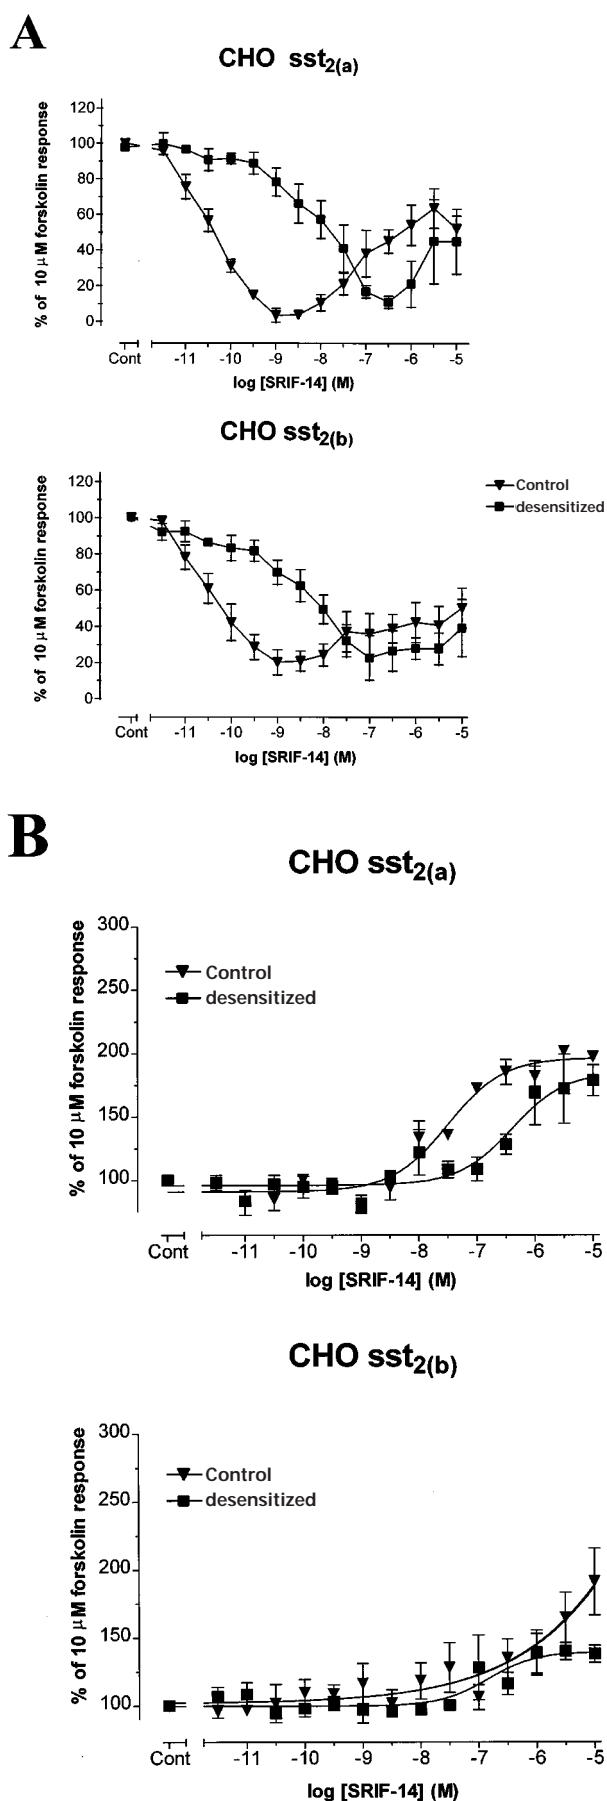 A
CHO sst2(a)
% of 10 μM forskolin response
120
100
80
60
40
20
0
Cont -11 -10 -9 -8 -7 -6 -5
log [SRIF-14] (M)
CHO sst2(b)
% of 10 μM forskolin response
120
100
80
60
40
20
0
Control
desensitized
Cont -11 -10 -9 -8 -7 -6 -5
log [SRIF-14] (M)
B
CHO sst2(a)
% of 10 μM forskolin response
300
250
200
150
100
Control
desensitized
Cont -11 -10 -9 -8 -7 -6 -5
log [SRIF-14] (M)
CHO sst2(b)
% of 10 μM forskolin response
300
250
200
150
100
Control
desensitized
Cont -11 -10 -9 -8 -7 -6 -5
log [SRIF-14] (M)